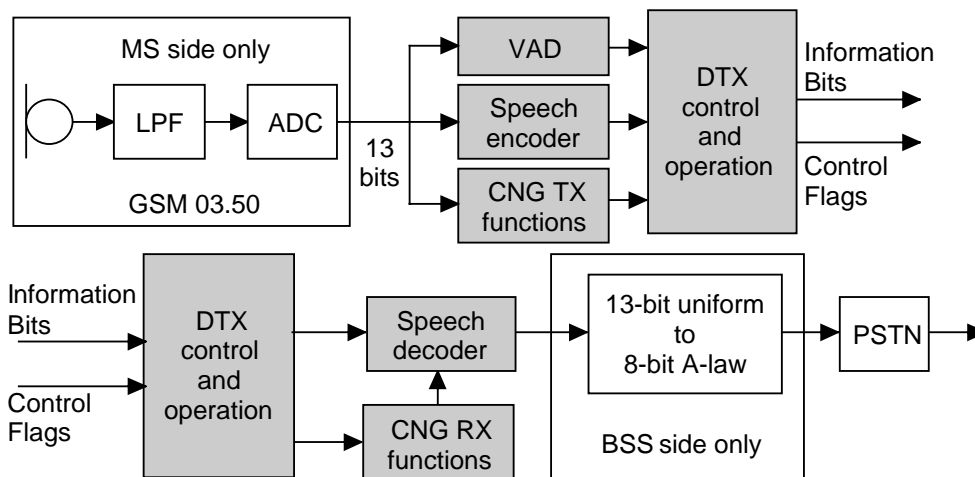 MS side only
LPF
ADC
GSM 03.50
13
bits
VAD
Speech
encoder
CNG TX
functions
DTX
control
and
operation
Information
Bits
Control
Flags
Information
Bits
Control
Flags
DTX
control
and
operation
Speech
decoder
CNG RX
functions
13-bit uniform
to
8-bit A-law
BSS side only
PSTN